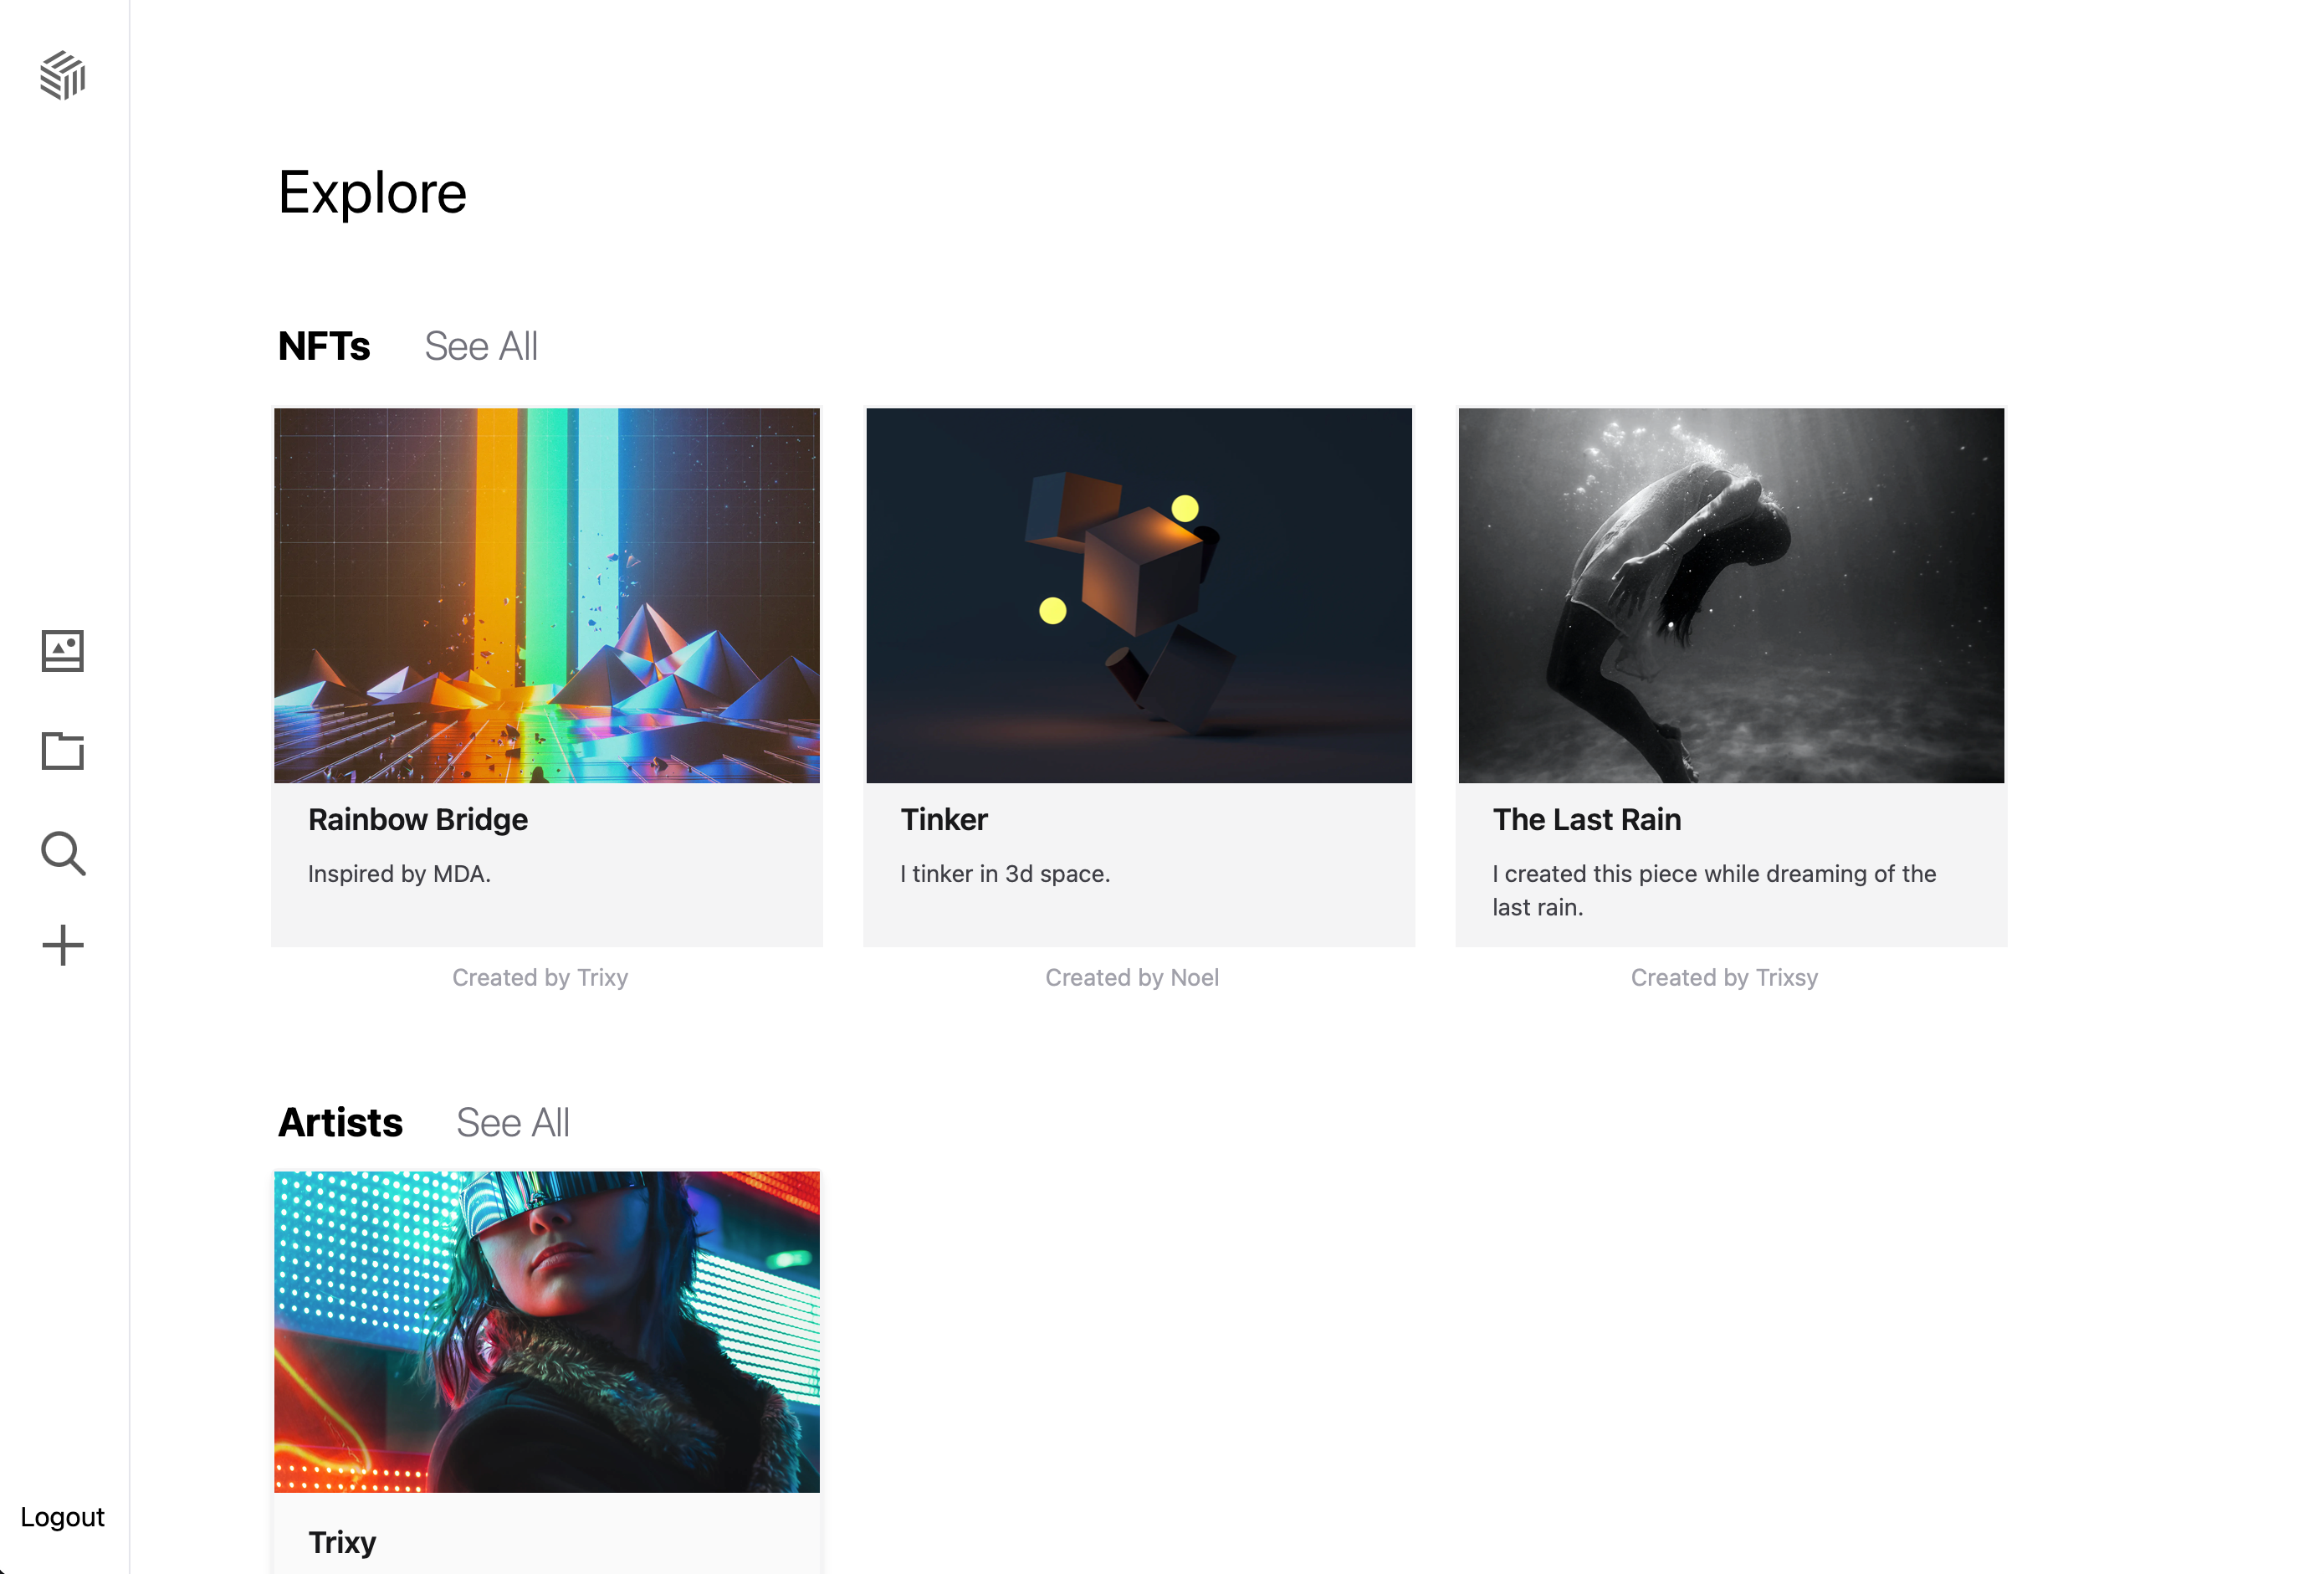 Explore
NFTs See All
Rainbow Bridge
Inspired by MDA.
Created by Trixy
Tinker
I tinker in 3d space.
Created by Noel
The Last Rain
I created this piece while dreaming of the
last rain.
Created by Trixsy
Artists See All
Trixy
Logout